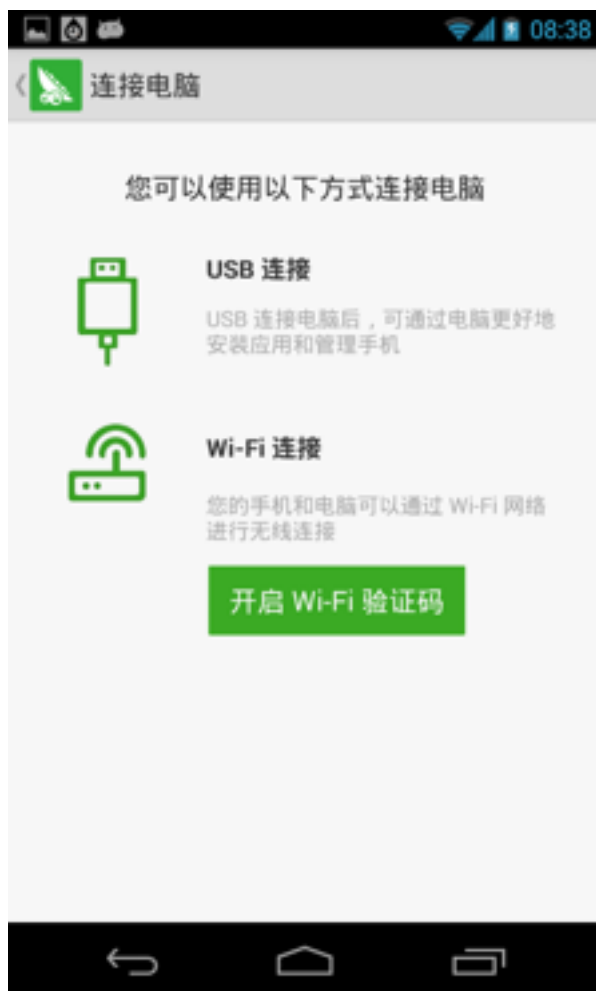 08:38
连接电脑
您可以使用以下方式连接电脑
USB 连接
USB 连接电脑后，可通过电脑更好地
安装应用和管理手机
Wi-Fi 连接
您的手机和电脑可以通过 Wi-Fi 网络
进行无线连接
开启 Wi-Fi 验证码